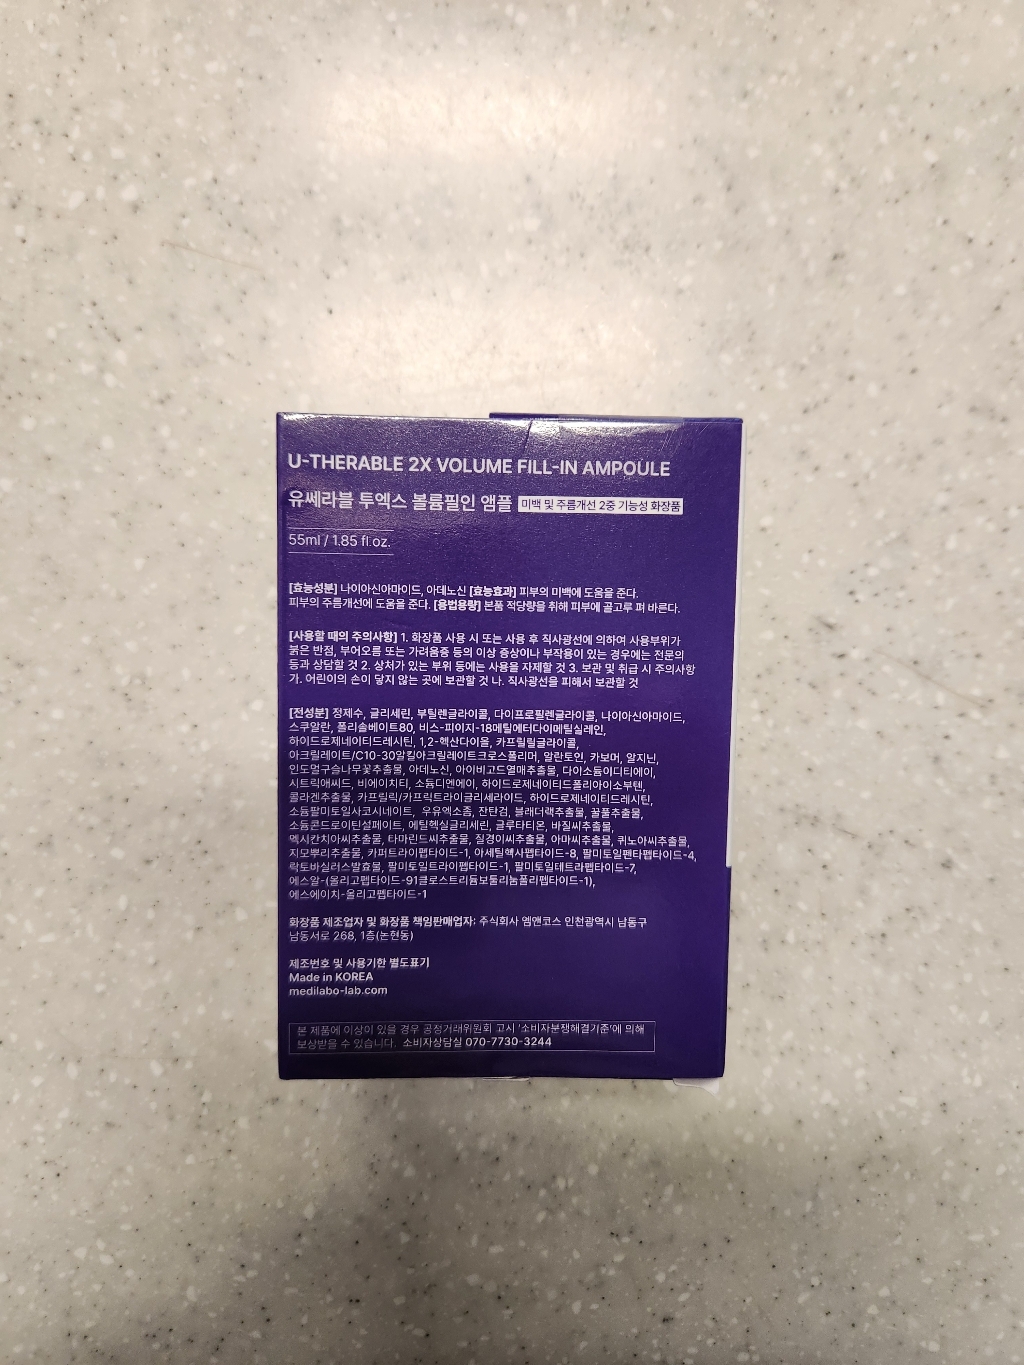 U-THERABLE 2X VOLUME FILL-IN AMPOULE
유쎄라블 투엑스 볼륨필인 앰플 미백 및 주름개선 2중 기능성 화장품
55ml / 1.85 fl.oz.
[효능성분] 나이아신아마이드, 아데노신 [효능효과] 피부의 미백에 도움을 준다.
피부의 주름개선에 도움을 준다. [용법용량] 본품 적당량을 취해 피부에 골고루 펴 바른다.
[사용할 때의 주의사항] 1. 화장품 사용 시 또는 사용 후 직사광선에 의하여 사용부위가
붉은 반점, 부어오름 또는 가려움증 등의 이상 증상이나 부작용이 있는 경우에는 전문의
등과 상담할 것 2. 상처가 있는 부위 등에는 사용을 자제할 것 3. 보관 및 취급 시 주의사항
가. 어린이의 손이 닿지 않는 곳에 보관할 것 나. 직사광선을 피해서 보관할 것
[전성분] 정제수, 글리세린, 부틸렌글라이콜, 다이프로필렌글라이콜, 나이아신아마이드,
스쿠알란, 폴리솔베이트80, 비스-피이지-18메틸에터다이메틸실레인,
하이드로제네이티드레시틴, 1,2-헥산다이올, 카프릴릴글라이콜,
아크릴레이트/C10-30알킬아크릴레이트크로스폴리머, 알란토인, 카보머, 알지닌,
인도멀구슬나무꽃추출물, 아데노신, 아이비고드열매추출물, 다이소듐이디티에이,
시트릭애씨드, 비에이치티, 소듐디엔에이, 하이드로제네이티드폴리아이소부텐,
콜라겐추출물, 카프릴릭/카프릭트라이글리세라이드, 하이드로제네이티드레시틴,
소듐팔미토일사코시네이트, 우유엑소좀, 잔탄검, 블래더랙추출물, 꿀풀추출물,
소듐콘드로이틴설페이트, 에틸헥실글리세린, 글루타티온, 바질씨추출물,
멕시칸치아씨추출물, 타마린드씨추출물, 질경이씨추출물, 아마씨추출물, 퀴노아씨추출물,
지모뿌리추출물, 카퍼트라이펩타이드-1, 아세틸헥사펩타이드-8, 팔미토일펜타펩타이드-4,
락토바실러스발효물, 팔미토일트라이펩타이드-1, 팔미토일테트라펩타이드-7,
에스알-(올리고펩타이드-91클로스트리듐보툴리눔폴리펩타이드-1),
에스에이치-올리고펩타이드-1
화장품 제조업자 및 화장품 책임판매업자: 주식회사 엠앤코스 인천광역시 남동구
남동서로 268, 1층(논현동)
제조번호 및 사용기한 별도표기
Made in KOREA
medilabo-lab.com
본 제품에 이상이 있을 경우 공정거래위원회 고시 '소비자분쟁해결기준'에 의해
보상받을 수 있습니다. 소비자상담실 070-7730-3244